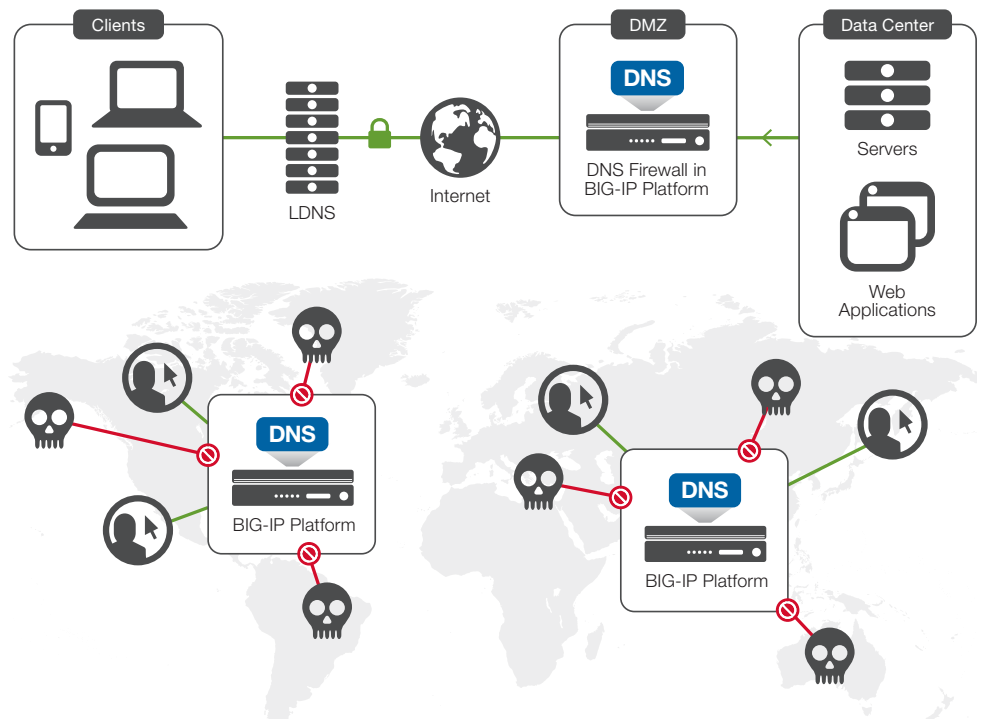 Clients
DMZ
Data Center
DNS
Servers
DNS Firewall in
BIG-IP Platform
Internet
LDNS
Web
Applications
DNS
BIG-IP Platform
DNS
BIG-IP Platform